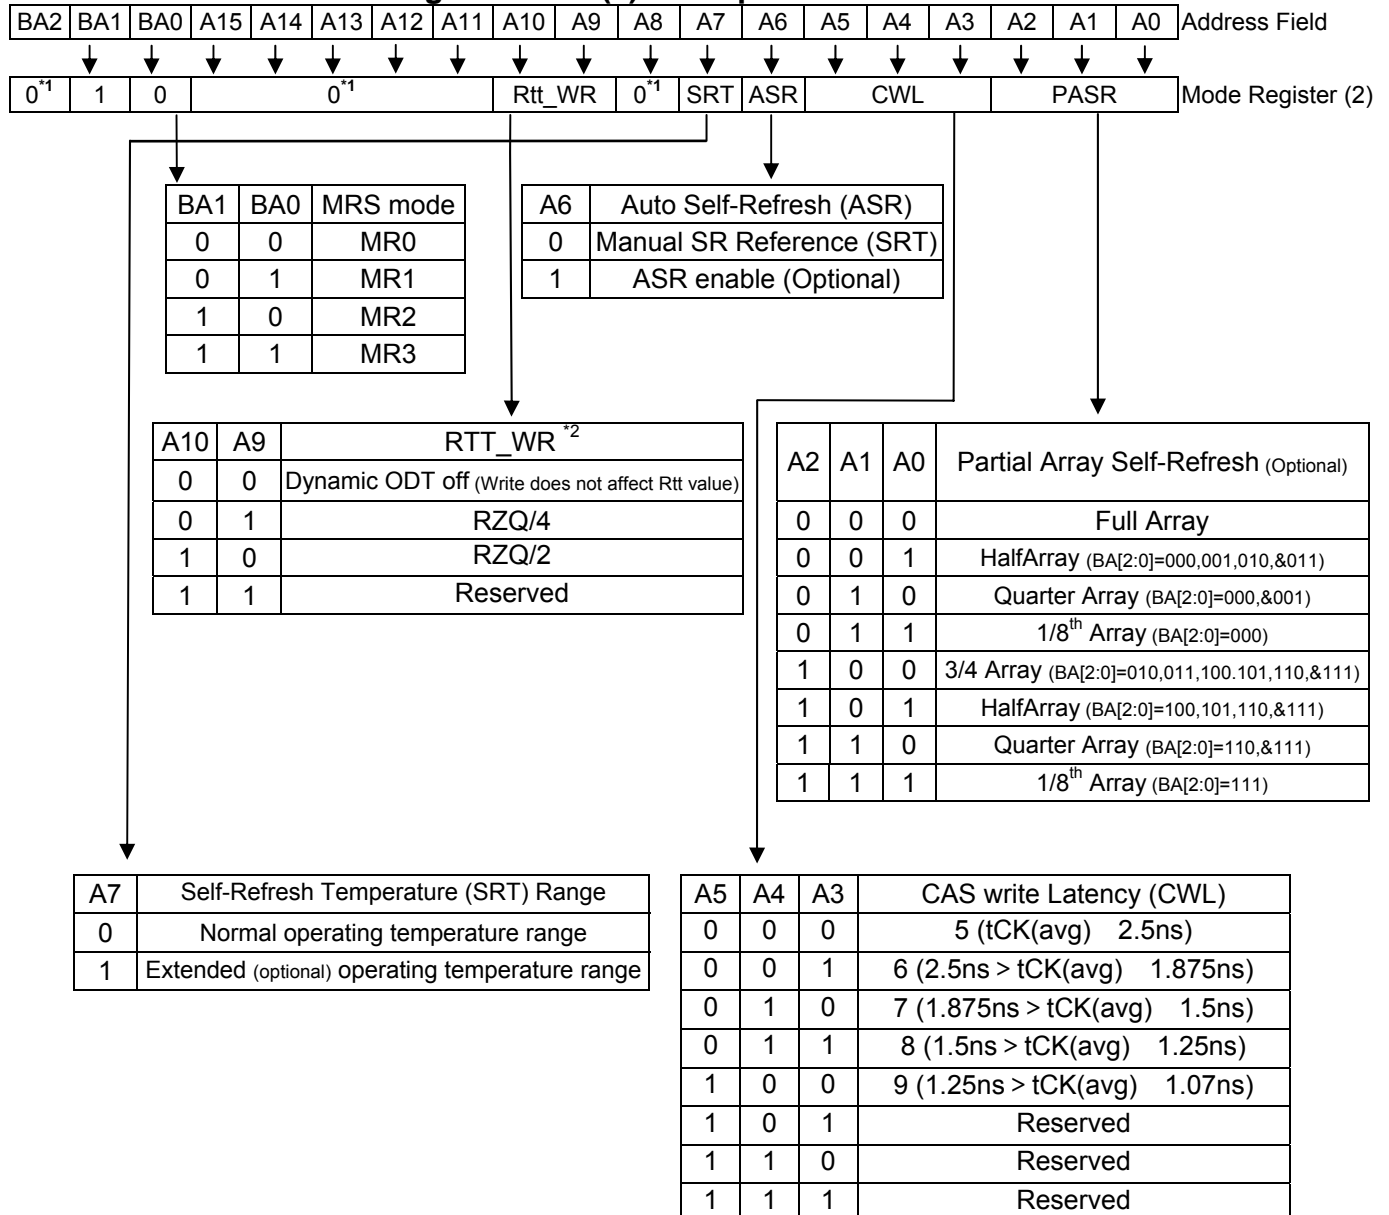 BA2 BA1 BA0 A15 A14 A13 A12 A11 A10 A9 A8 A7 A6 A5 A4 A3 A2 A1 A0 Address Field
0*1 1 0 0*1 Rtt_WR 0*1 SRT ASR CWL PASR Mode Register (2)
BA1 BA0 MRS mode
0 0 MR0
0 1 MR1
1 0 MR2
1 1 MR3
A6 Auto Self-Refresh (ASR)
0 Manual SR Reference (SRT)
1 ASR enable (Optional)
A10 A9 RTT_WR *2
0 0 Dynamic ODT off (Write does not affect Rtt value)
0 1 RZQ/4
1 0 RZQ/2
1 1 Reserved
A2 A1 A0 Partial Array Self-Refresh (Optional)
0 0 0 Full Array
0 0 1 HalfArray (BA[2:0]=000,001,010,&011)
0 1 0 Quarter Array (BA[2:0]=000,&001)
0 1 1 1/8th Array (BA[2:0]=000)
1 0 0 3/4 Array (BA[2:0]=010,011,100.101,110,&111)
1 0 1 HalfArray (BA[2:0]=100,101,110,&111)
1 1 0 Quarter Array (BA[2:0]=110,&111)
1 1 1 1/8th Array (BA[2:0]=111)
A7 Self-Refresh Temperature (SRT) Range
0 Normal operating temperature range
1 Extended (optional) operating temperature range
A5 A4 A3 CAS write Latency (CWL)
0 0 0 5 (tCK(avg) 2.5ns)
0 0 1 6 (2.5ns > tCK(avg) 1.875ns)
0 1 0 7 (1.875ns > tCK(avg) 1.5ns)
0 1 1 8 (1.5ns > tCK(avg) 1.25ns)
1 0 0 9 (1.25ns > tCK(avg) 1.07ns)
1 0 1 Reserved
1 1 0 Reserved
1 1 1 Reserved